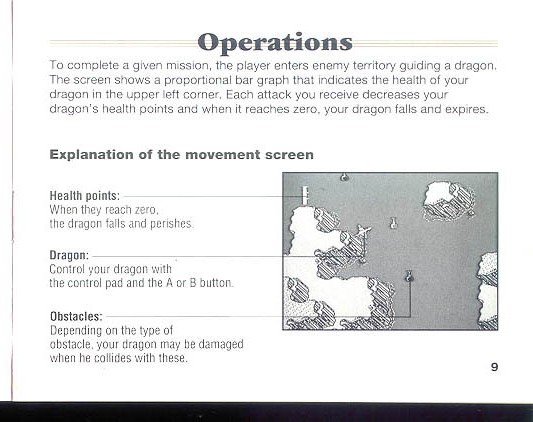 Operations
To complete a given mission, the player enters enemy territory guiding a dragon.
The screen shows a proportional bar graph that indicates the health of your
dragon in the upper left corner. Each attack you receive decreases your
dragon's health points and when it reaches zero, your dragon falls and expires.
Explanation of the movement screen
Health points:
When they reach zero,
the dragon falls and perishes.
Dragon:
Control your dragon with
the control pad and the A or B button.
Obstacles:
Depending on the type of
obstacle, your dragon may be damaged
when he collides with these.
9